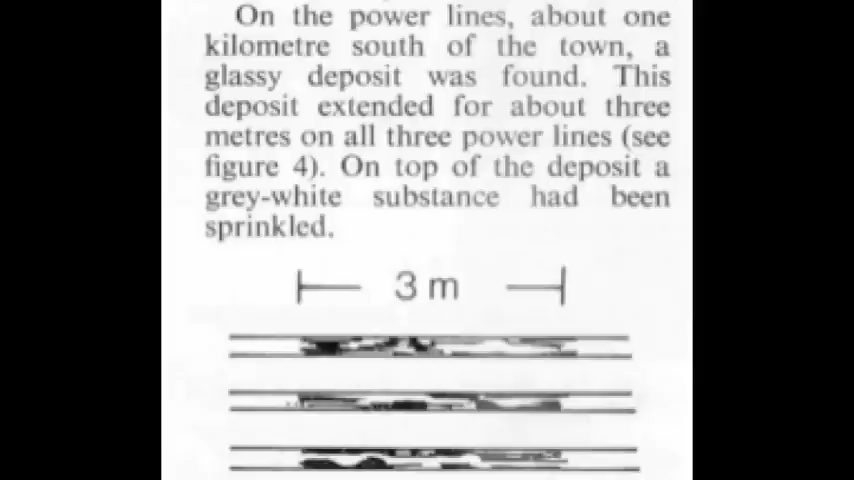 On the power lines, about one
kilometre south of the town, a
glassy deposit was found. This
deposit extended for about three
metres on all three power lines (see
figure 4). On top of the deposit a
grey-white substance had been
sprinkled.
3 m